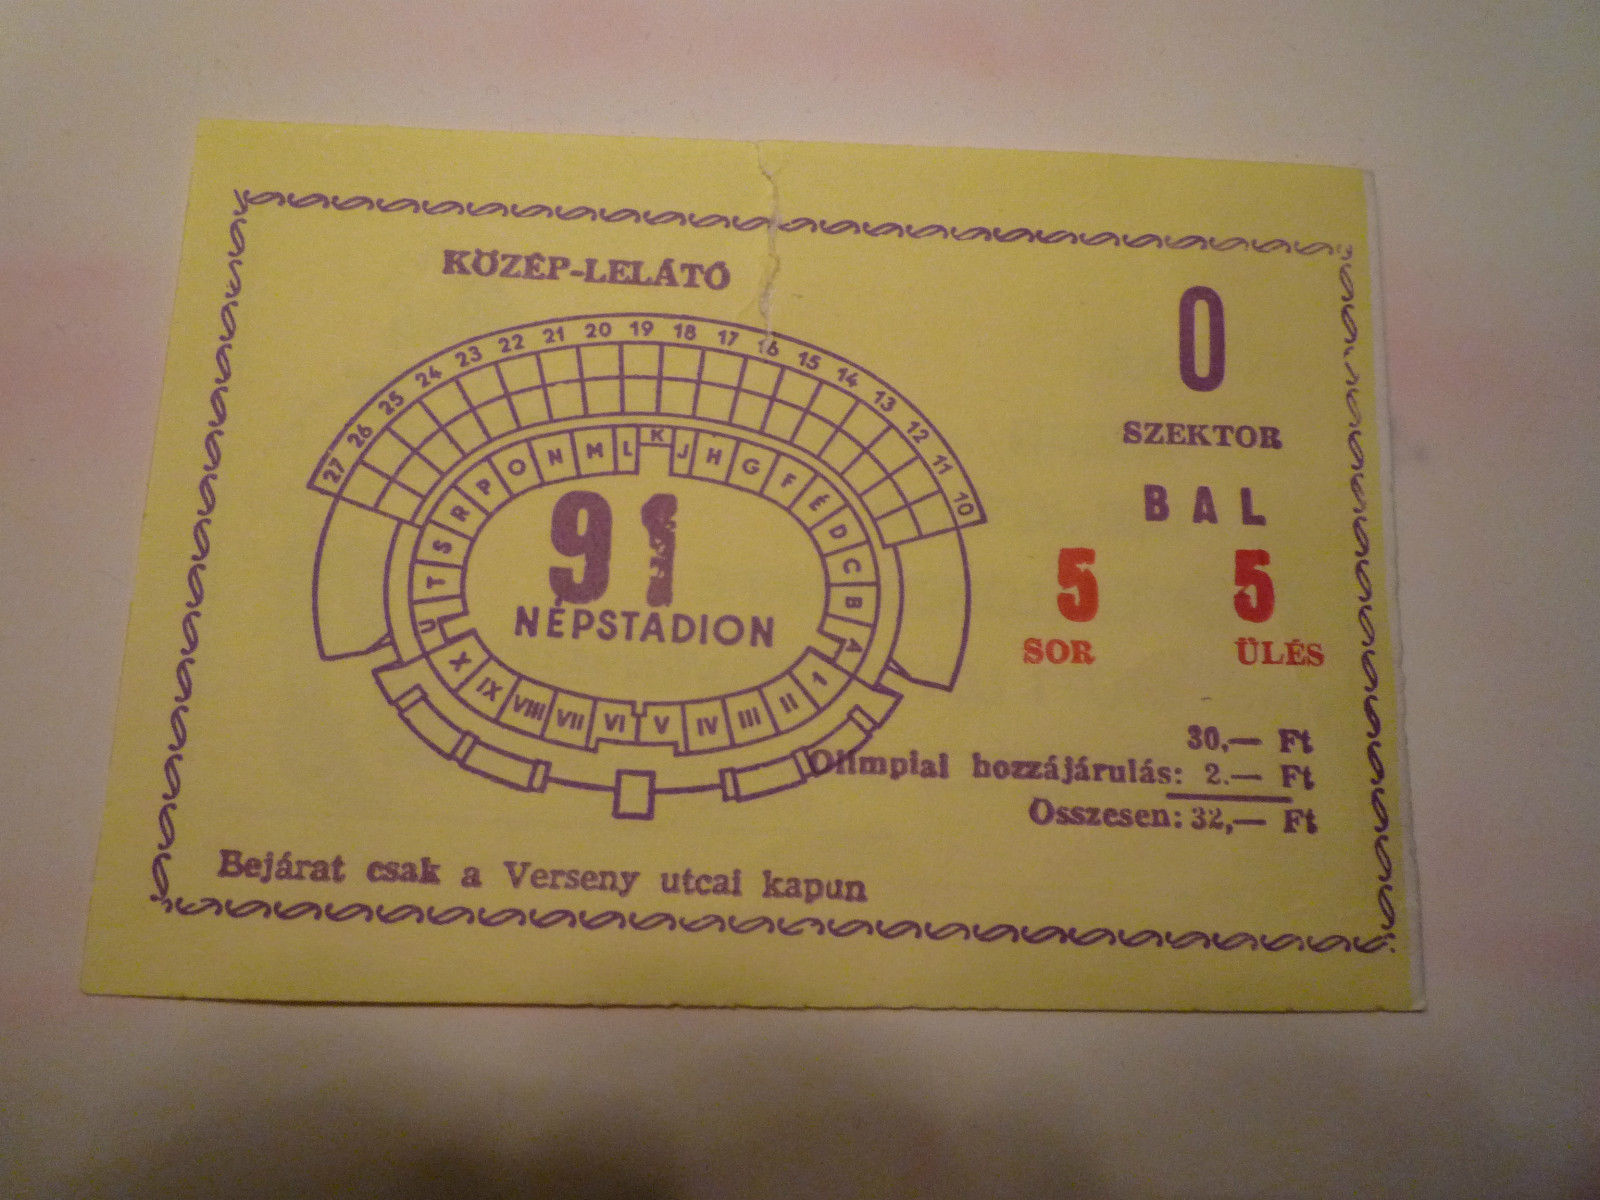 KÖZÉP-LELÁTÓ
O
SZEKTOR
BAL
5 5
SOR ÜLÉS
27 26 25 24 23 22 21 20 19 18 17 16 15 14 13 12 11 10
U T S R P O N M L K J H G F É D C B A
91
NÉPSTADION
X IX VIII VII VI V IV III II 1
30,— Ft
Olimpiai hozzájárulás: 2.— Ft
Összesen: 32,— Ft
Bejárat csak a Verseny utcai kapun